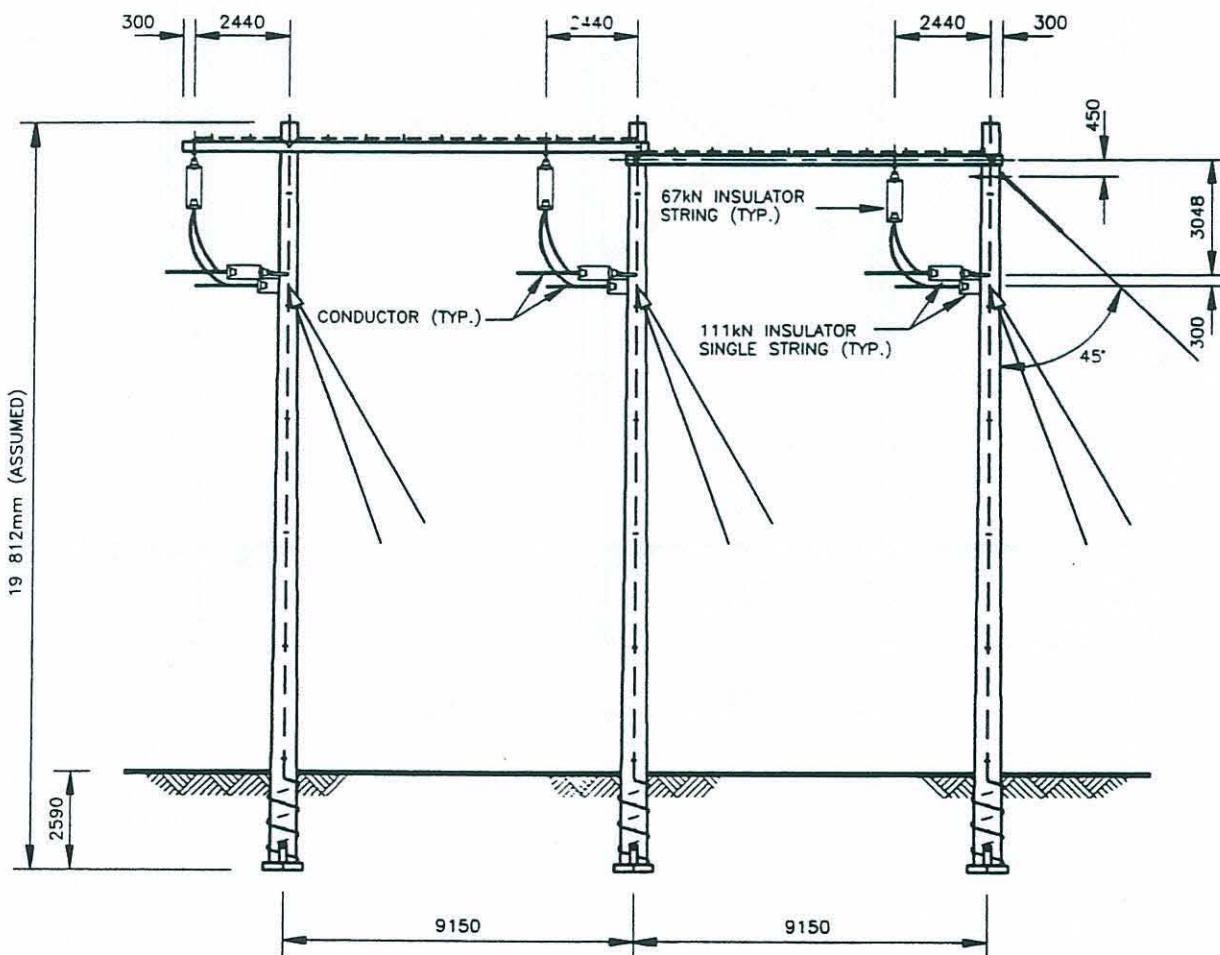 300
2440
2440
2440
300
450
67kN INSULATOR
STRING (TYP.)
3048
CONDUCTOR (TYP.)
111kN INSULATOR
SINGLE STRING (TYP.)
300
45°
19 812mm (ASSUMED)
2590
9150
9150